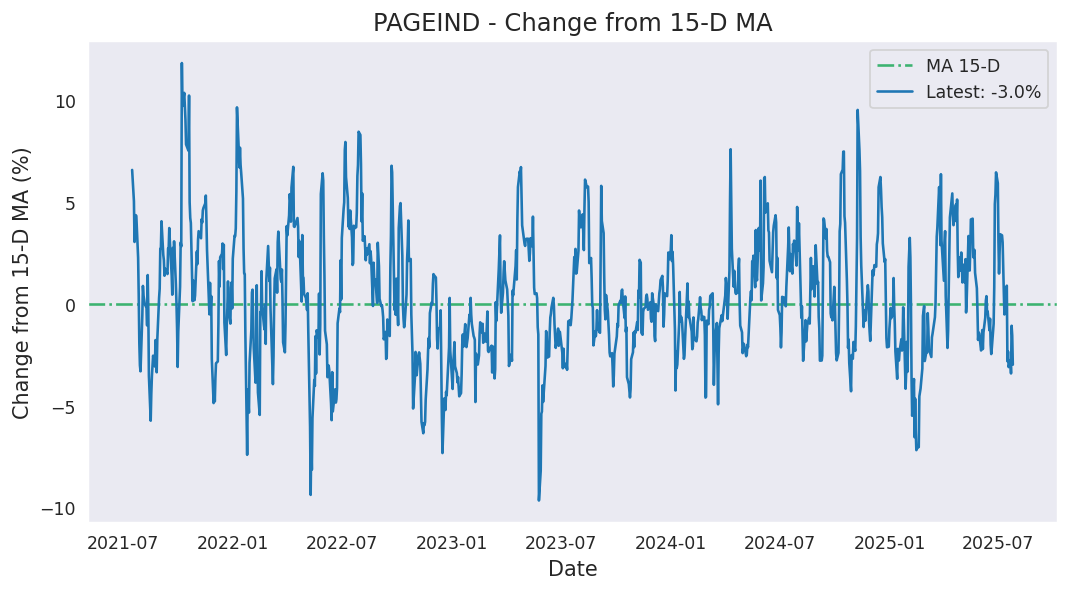 PAGEIND - Change from 15-D MA
MA 15-D
Latest: -3.0%
Change from 15-D MA (%)
10
5
0
−5
−10
2021-07
2022-01
2022-07
2023-01
2023-07
2024-01
2024-07
2025-01
2025-07
Date